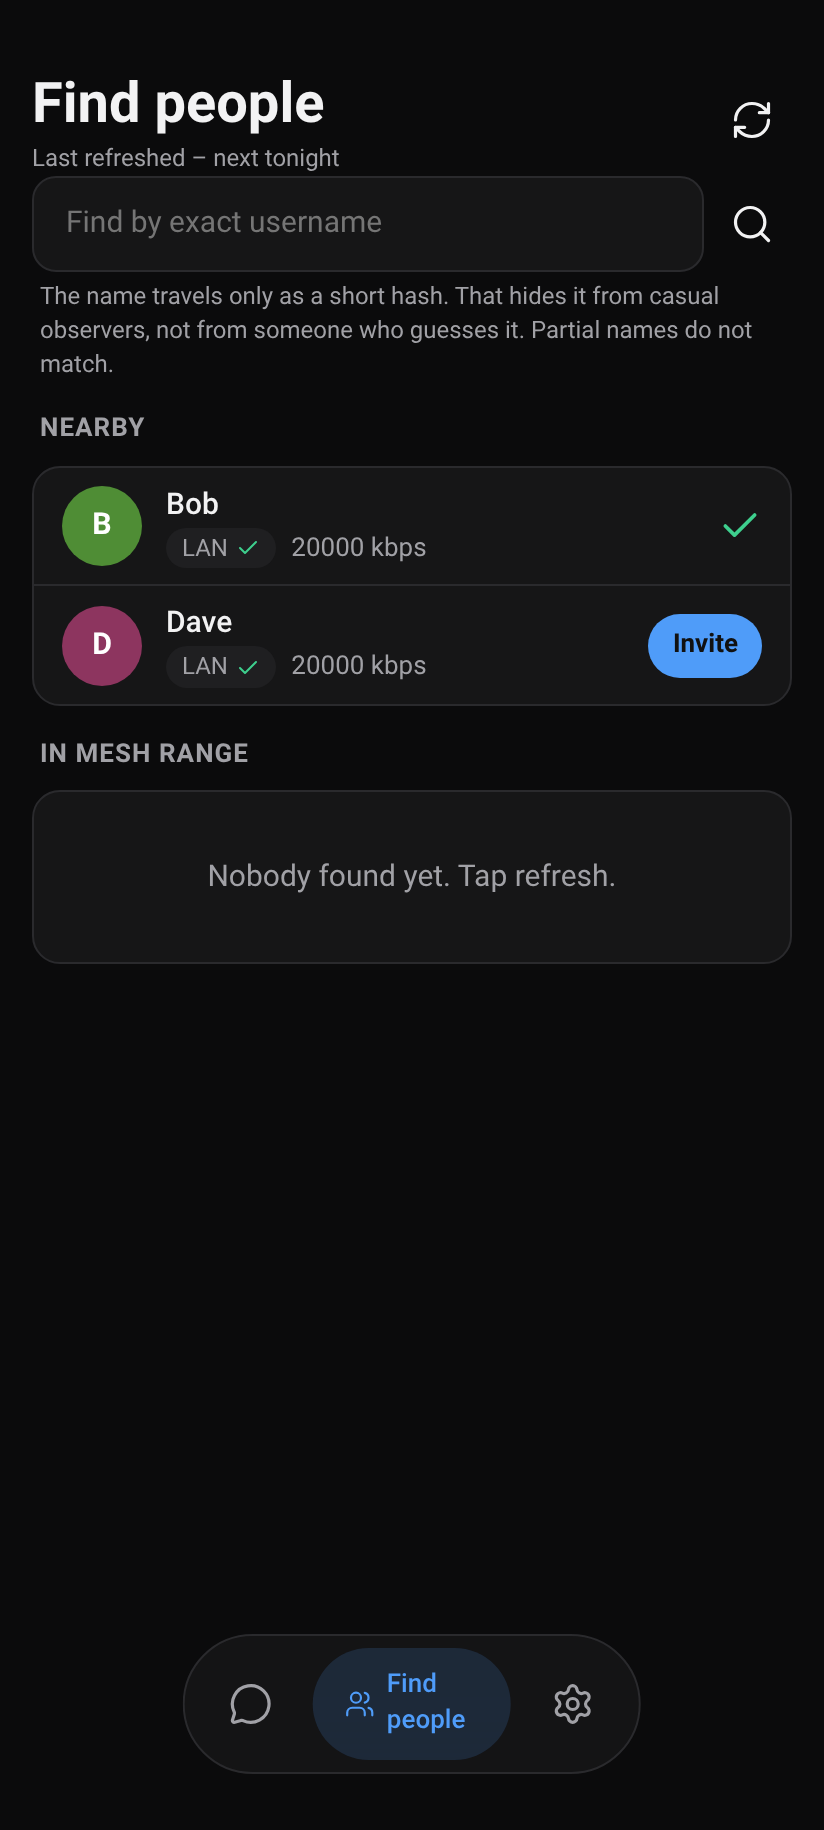 Find people
Last refreshed – next tonight
Find by exact username
The name travels only as a short hash. That hides it from casual
observers, not from someone who guesses it. Partial names do not
match.
NEARBY
B
Bob
LAN
20000 kbps
D
Dave
LAN
20000 kbps
Invite
IN MESH RANGE
Nobody found yet. Tap refresh.
Find
people